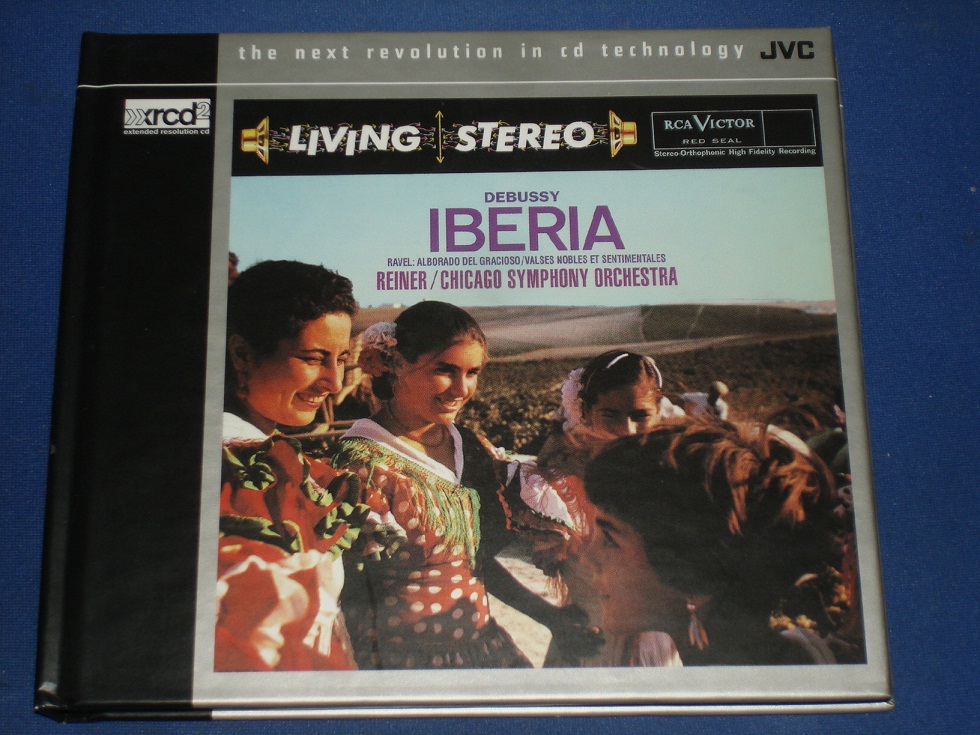 the next revolution in cd technology JVC
xrcd2
extended resolution cd
LIVING STEREO
RCA VICTOR
RED SEAL
Stereo-Orthophonic High Fidelity Recording
DEBUSSY
IBERIA
RAVEL: ALBORADO DEL GRACIOSO/VALSES NOBLES ET SENTIMENTALES
REINER/CHICAGO SYMPHONY ORCHESTRA